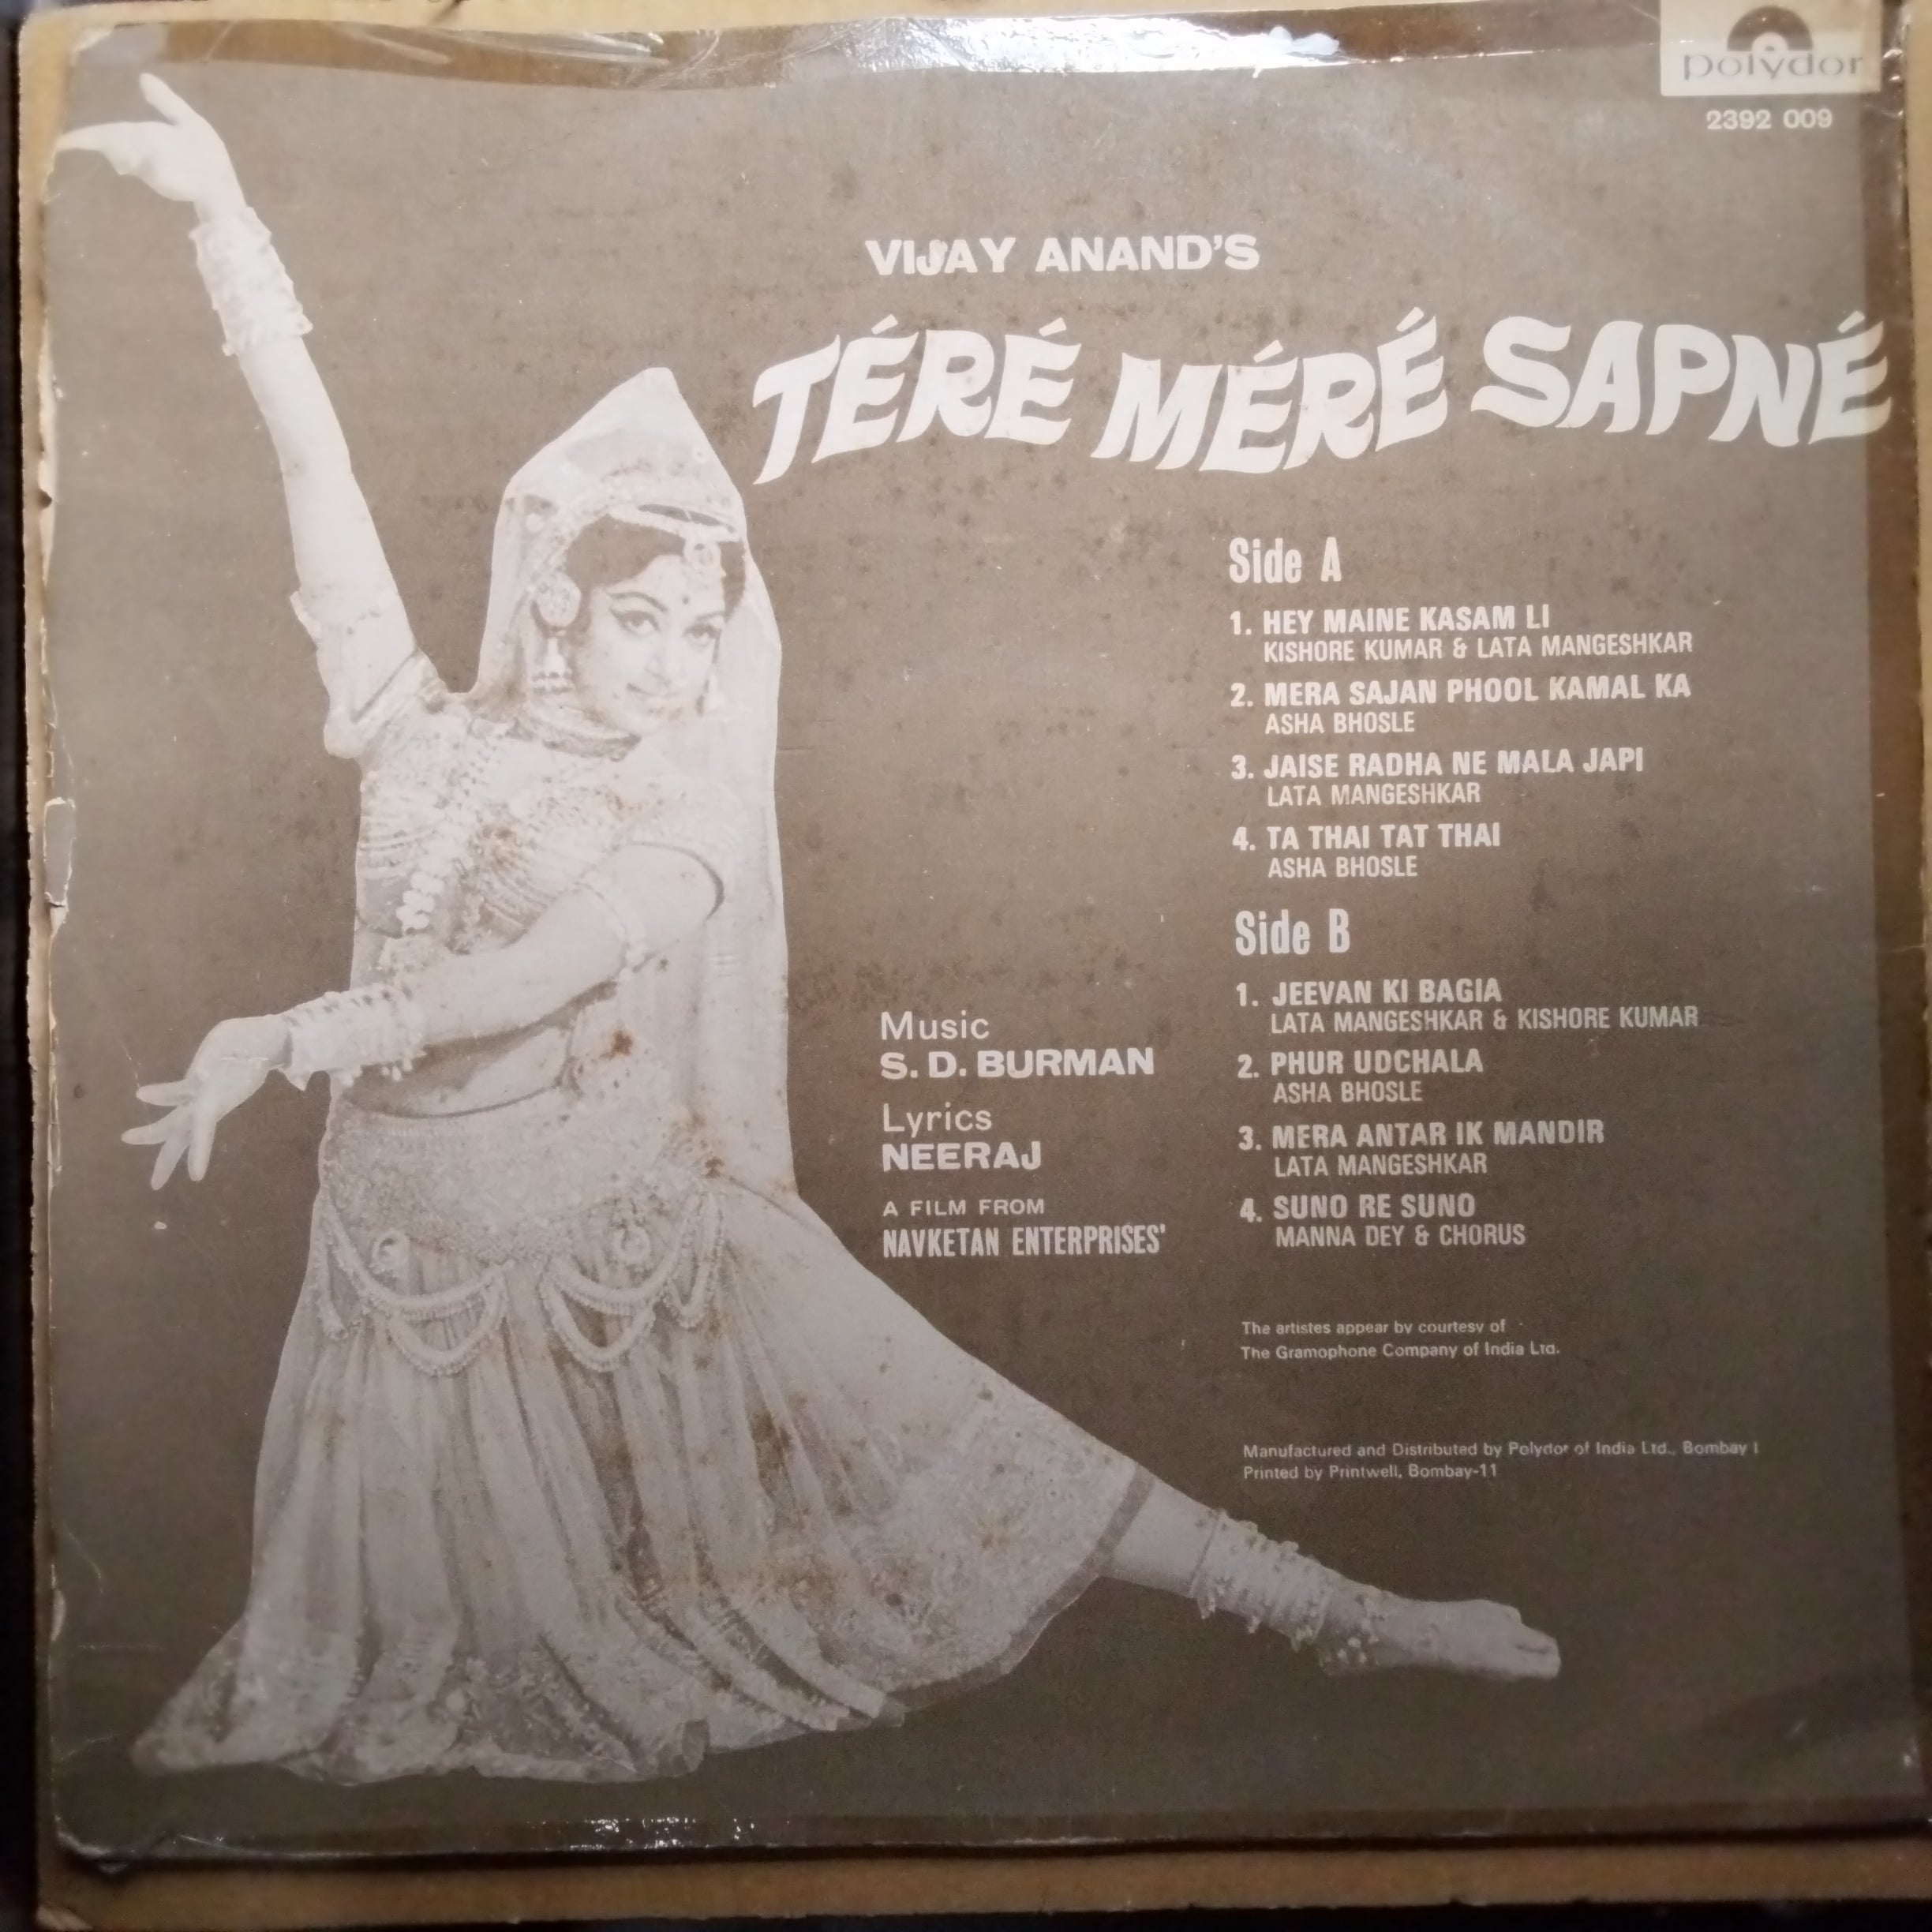 polydor
2392 009
VIJAY ANAND'S
TÉRÉ MÉRÉ SAPNÉ
Side A
1. HEY MAINE KASAM LI
KISHORE KUMAR & LATA MANGESHKAR
2. MERA SAJAN PHOOL KAMAL KA
ASHA BHOSLE
3. JAISE RADHA NE MALA JAPI
LATA MANGESHKAR
4. TA THAI TAT THAI
ASHA BHOSLE
Side B
1. JEEVAN KI BAGIA
LATA MANGESHKAR & KISHORE KUMAR
2. PHUR UDCHALA
ASHA BHOSLE
3. MERA ANTAR IK MANDIR
LATA MANGESHKAR
4. SUNO RE SUNO
MANNA DEY & CHORUS
Music
S. D. BURMAN
Lyrics
NEERAJ
A FILM FROM
NAVKETAN ENTERPRISES'
The artistes appear by courtesy of
The Gramophone Company of India Ltd.
Manufactured and Distributed by Polydor of India Ltd., Bombay 1
Printed by Printwell, Bombay-11